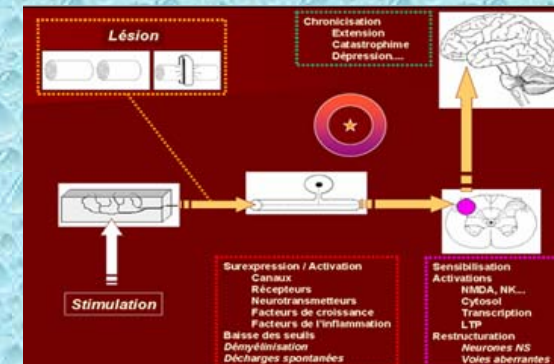 Lésion
Chronicisation
Extension
Catastrophime
Dépression....
Stimulation
Surexpression / Activation
Canaux
Récepteurs
Neurotransmetteurs
Facteurs de croissance
Facteurs de l'inflammation
Baisse des seuils
Démyélinisation
Décharges spontanées
Sensibilisation
Activations
NMDA, NK...
Cytosol
Transcription
LTP
Restructuration
Neurones NS
Voies aberrantes